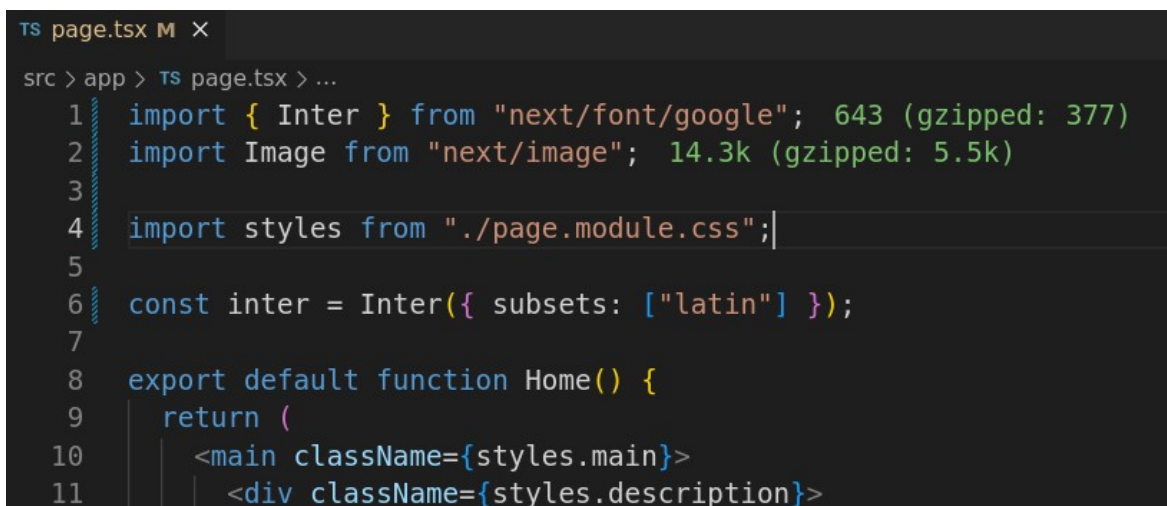 TS page.tsx M ×
src > app > TS page.tsx > ...
1 import { Inter } from "next/font/google"; 643 (gzipped: 377)
2 import Image from "next/image"; 14.3k (gzipped: 5.5k)
3
4 import styles from "./page.module.css";
5
6 const inter = Inter({ subsets: ["latin"] });
7
8 export default function Home() {
9 return (
10 <main className={styles.main}>
11 <div className={styles.description}>